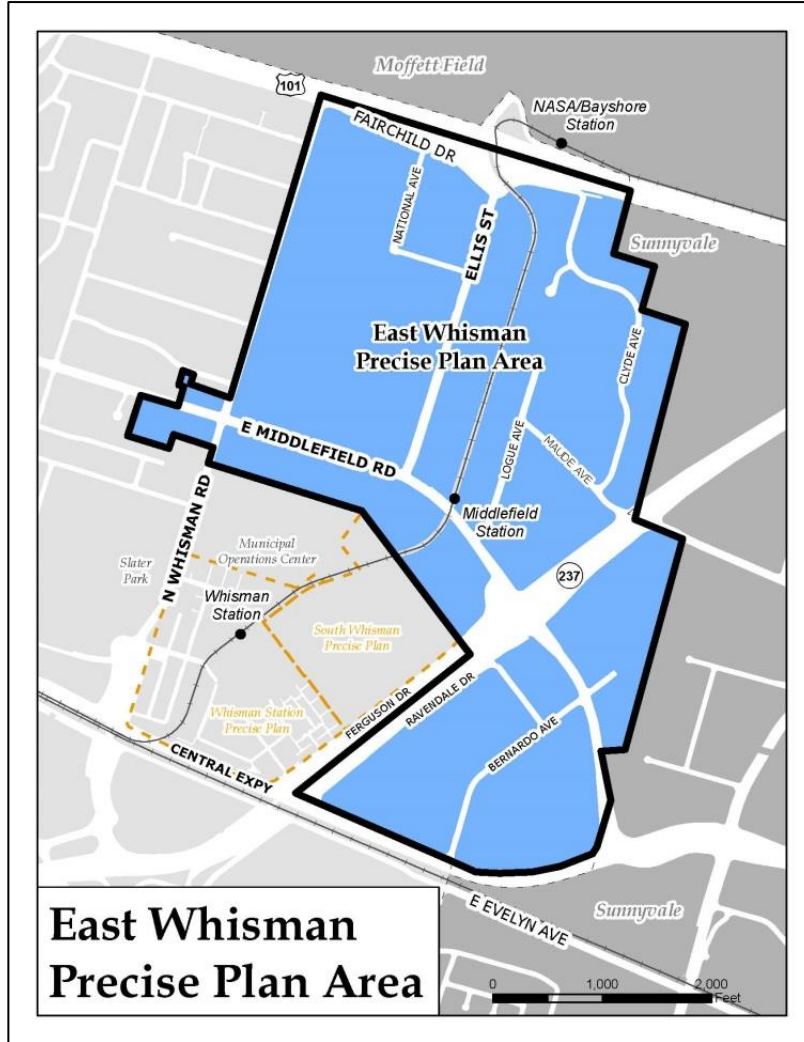 Moffett Field
101
NASA/Bayshore
Station
FAIRCHILD DR
NATIONAL AVE
ELLIS ST
Sunnyvale
East Whisman
Precise Plan Area
CLYDE AVE
E MIDDLEFIELD RD
LOGUE AVE
MAUDE AVE
N WHISMAN RD
Middlefield
Station
Municipal
Operations Center
Slater
Park
237
Whisman
Station
South Whisman
Precise Plan
Whisman Station
Precise Plan
FERGUSON DR
RAVENDALE DR
BERNARDO AVE
CENTRAL EXPY
E EVELYN AVE
Sunnyvale
East Whisman
Precise Plan Area
0 1,000 2,000
Feet